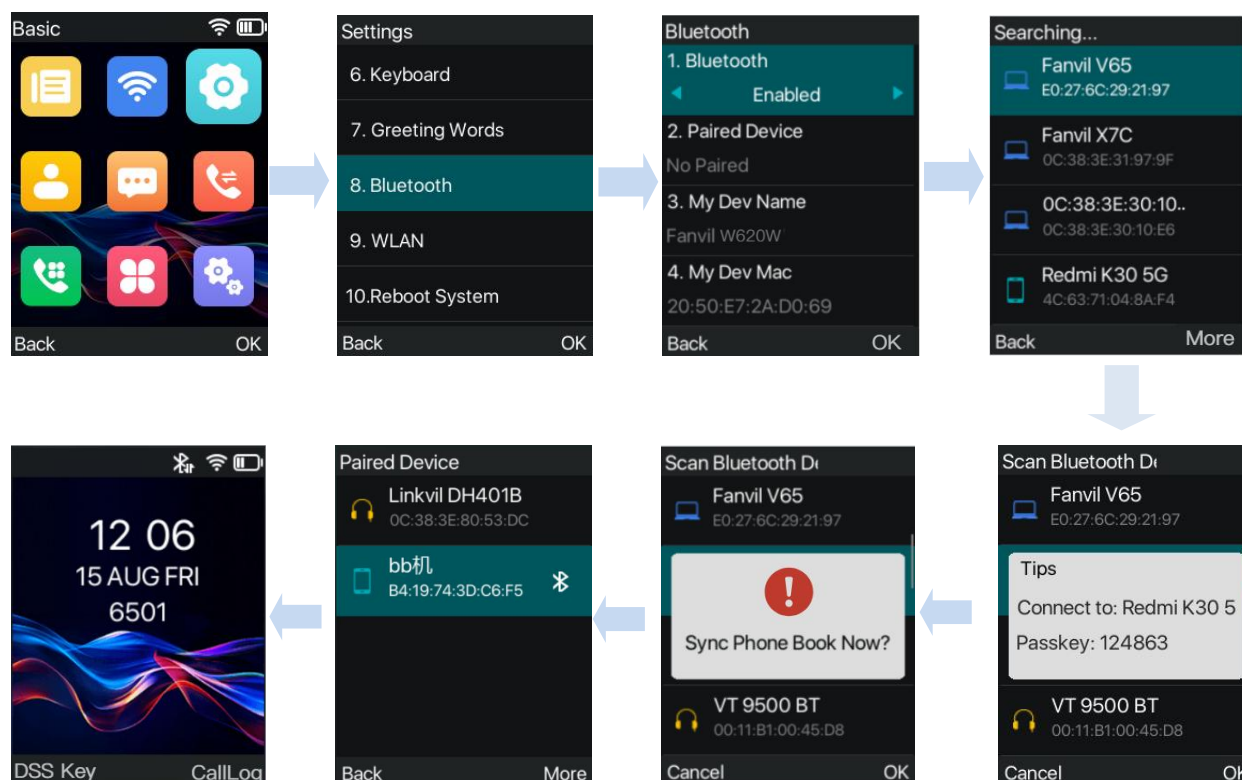 Basic
Back OK
Settings
6. Keyboard
7. Greeting Words
8. Bluetooth
9. WLAN
10.Reboot System
Back OK
Bluetooth
1. Bluetooth
Enabled
2. Paired Device
No Paired
3. My Dev Name
Fanvil W620W
4. My Dev Mac
20:50:E7:2A:D0:69
Back OK
Searching...
Fanvil V65
E0:27:6C:29:21:97
Fanvil X7C
0C:38:3E:31:97:9F
0C:38:3E:30:10..
0C:38:3E:30:10:E6
Redmi K30 5G
4C:63:71:04:8A:F4
Back More
Scan Bluetooth De
Fanvil V65
E0:27:6C:29:21:97
Tips
Connect to: Redmi K30 5
Passkey: 124863
VT 9500 BT
00:11:B1:00:45:D8
Cancel OK
Scan Bluetooth De
Fanvil V65
E0:27:6C:29:21:97
Sync Phone Book Now?
VT 9500 BT
00:11:B1:00:45:D8
Cancel OK
Paired Device
Linkvil DH401B
0C:38:3E:80:53:DC
bb机
B4:19:74:3D:C6:F5
Back More
12 06
15 AUG FRI
6501
DSS Key CallLog